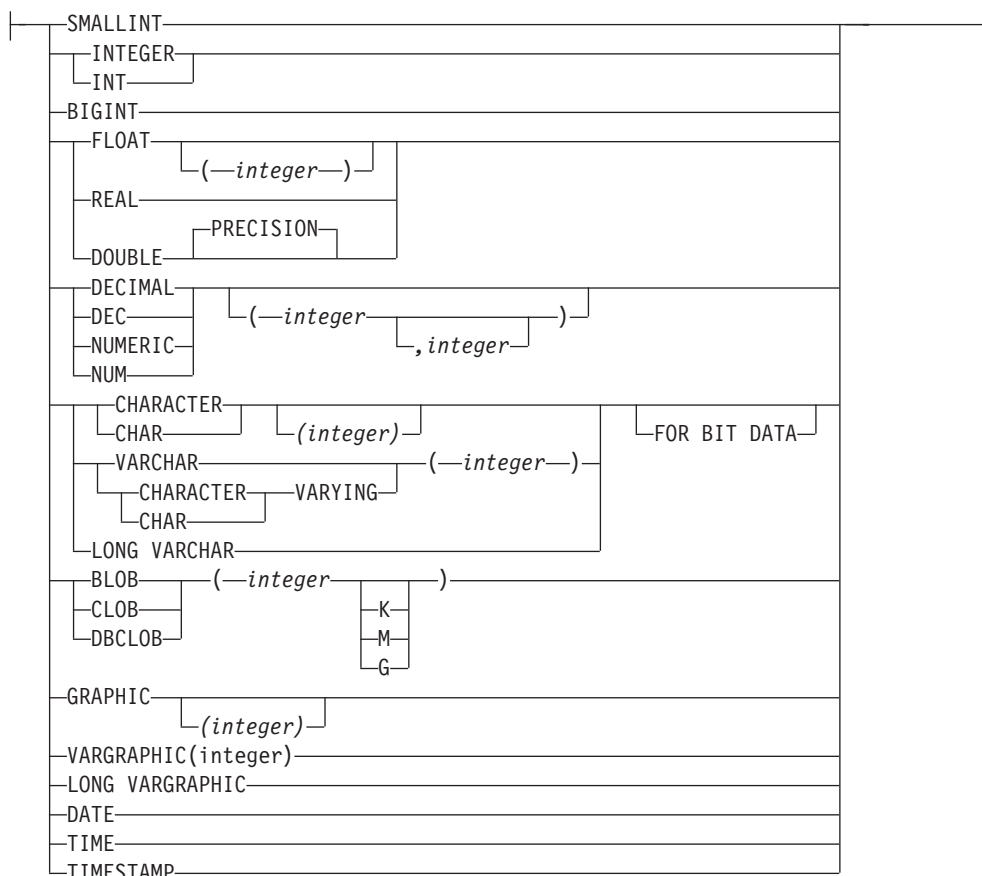 SMALLINT
INTEGER
INT
BIGINT
FLOAT
( integer )
REAL
PRECISION
DOUBLE
DECIMAL
DEC ( integer )
NUMERIC ,integer
NUM
CHARACTER
CHAR (integer) FOR BIT DATA
VARCHAR ( integer )
CHARACTER VARYING
CHAR
LONG VARCHAR
BLOB ( integer )
CLOB K
DBCLOB M
G
GRAPHIC
(integer)
VARGRAPHIC(integer)
LONG VARGRAPHIC
DATE
TIME
TIMESTAMP